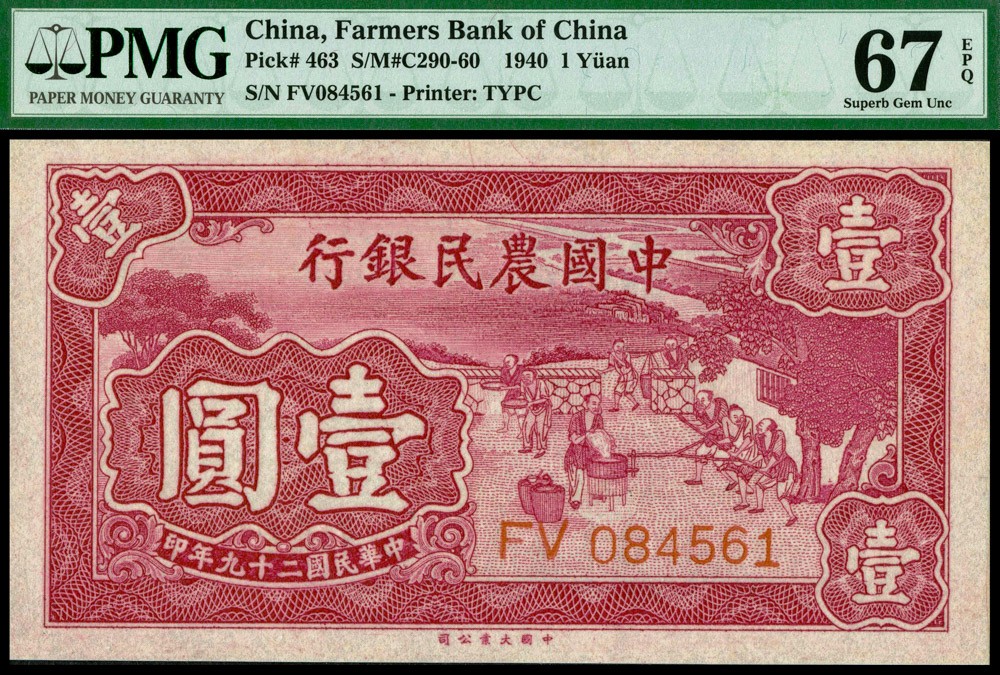 PMG
PAPER MONEY GUARANTY
China, Farmers Bank of China
Pick# 463 S/M#C290-60 1940 1 Yüan
S/N FV084561 - Printer: TYPC
67
EPQ
Superb Gem Unc
壹
壹
中國農民銀行
壹圓
FV 084561
中華民國二十九年印
壹
中國大業公司